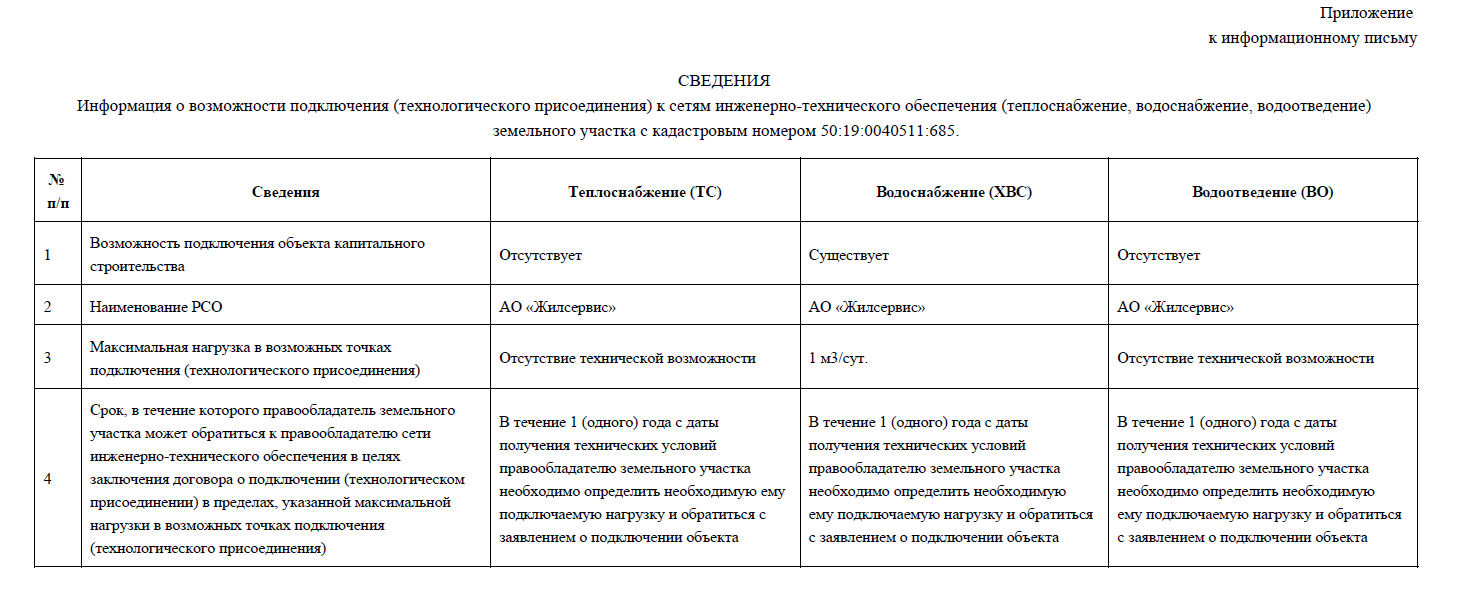 Приложение
к информационному письму
СВЕДЕНИЯ
Информация о возможности подключения (технологического присоединения) к сетям инженерно-технического обеспечения (теплоснабжение, водоснабжение, водоотведение)
земельного участка с кадастровым номером 50:19:0040511:685.
№
п/п
Сведения
Теплоснабжение (ТС)
Водоснабжение (ХВС)
Водоотведение (ВО)
1
Возможность подключения объекта капитального
строительства
Отсутствует
Существует
Отсутствует
2
Наименование РСО
АО «Жилсервис»
АО «Жилсервис»
АО «Жилсервис»
3
Максимальная нагрузка в возможных точках
подключения (технологического присоединения)
Отсутствие технической возможности
1 м3/сут.
Отсутствие технической возможности
4
Срок, в течение которого правообладатель земельного
участка может обратиться к правообладателю сети
инженерно-технического обеспечения в целях
заключения договора о подключении (технологическом
присоединении) в пределах, указанной максимальной
нагрузки в возможных точках подключения
(технологического присоединения)
В течение 1 (одного) года с даты
получения технических условий
правообладателю земельного участка
необходимо определить необходимую ему
подключаемую нагрузку и обратиться с
заявлением о подключении объекта
В течение 1 (одного) года с даты
получения технических условий
правообладателю земельного участка
необходимо определить необходимую
ему подключаемую нагрузку и обратиться
с заявлением о подключении объекта
В течение 1 (одного) года с даты
получения технических условий
правообладателю земельного участка
необходимо определить необходимую
ему подключаемую нагрузку и обратиться
с заявлением о подключении объекта